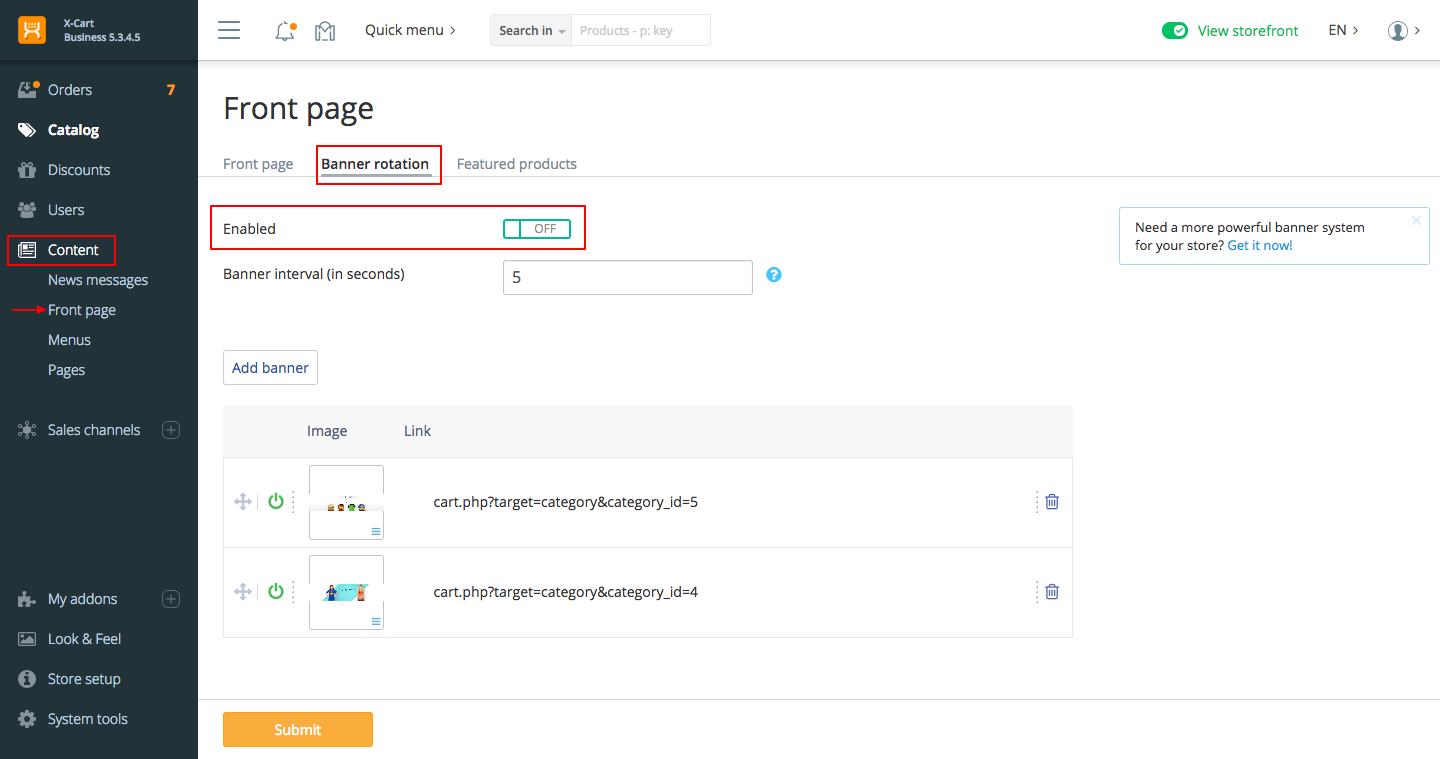 X-Cart
Business 5.3.4.5
Quick menu
Search in
Products - p: key
View storefront
EN
Orders
7
Catalog
Discounts
Users
Content
News messages
Front page
Menus
Pages
Sales channels
My addons
Look & Feel
Store setup
System tools
Front page
Front page
Banner rotation
Featured products
Enabled
OFF
Banner interval (in seconds)
5
?
Need a more powerful banner system
for your store? Get it now!
Add banner
Image
Link
cart.php?target=category&category_id=5
cart.php?target=category&category_id=4
Submit